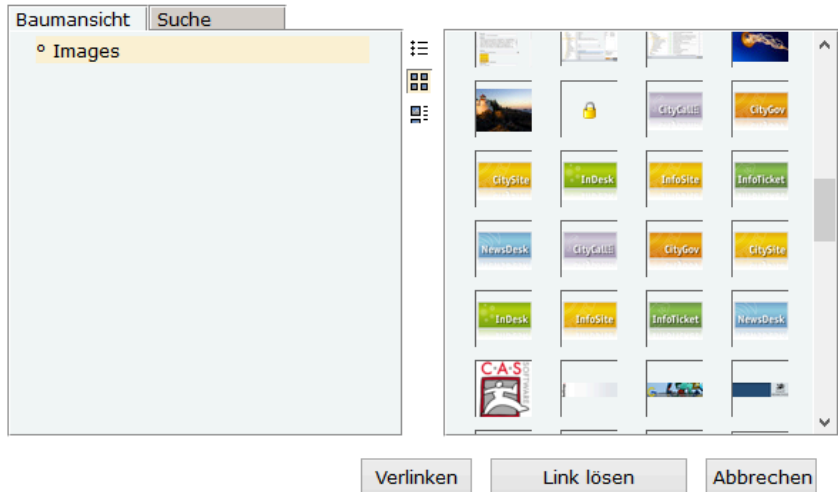 Baumansicht
Suche
Images
CityCall
CityGov
CitySite
InDesk
InfoSite
InfoTicket
NewsDesk
CityCall
CityGov
CitySite
InDesk
InfoSite
InfoTicket
NewsDesk
C·A·S
SOFTWARE
Verlinken
Link lösen
Abbrechen